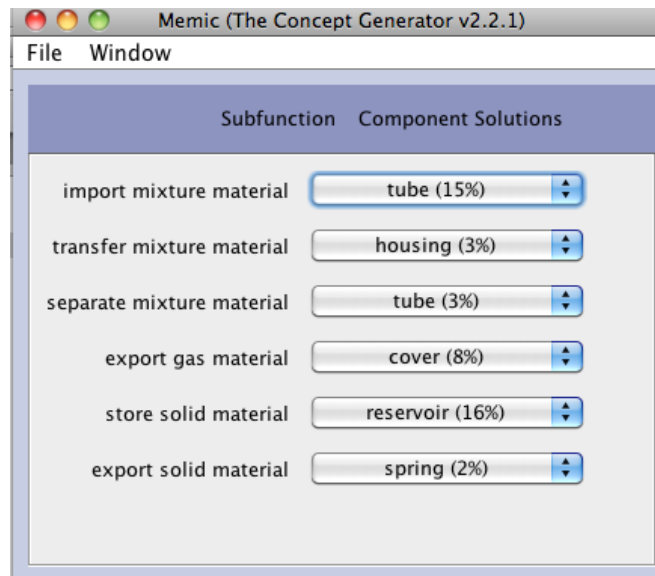 Memic (The Concept Generator v2.2.1)
File Window
Subfunction Component Solutions
import mixture material tube (15%)
transfer mixture material housing (3%)
separate mixture material tube (3%)
export gas material cover (8%)
store solid material reservoir (16%)
export solid material spring (2%)